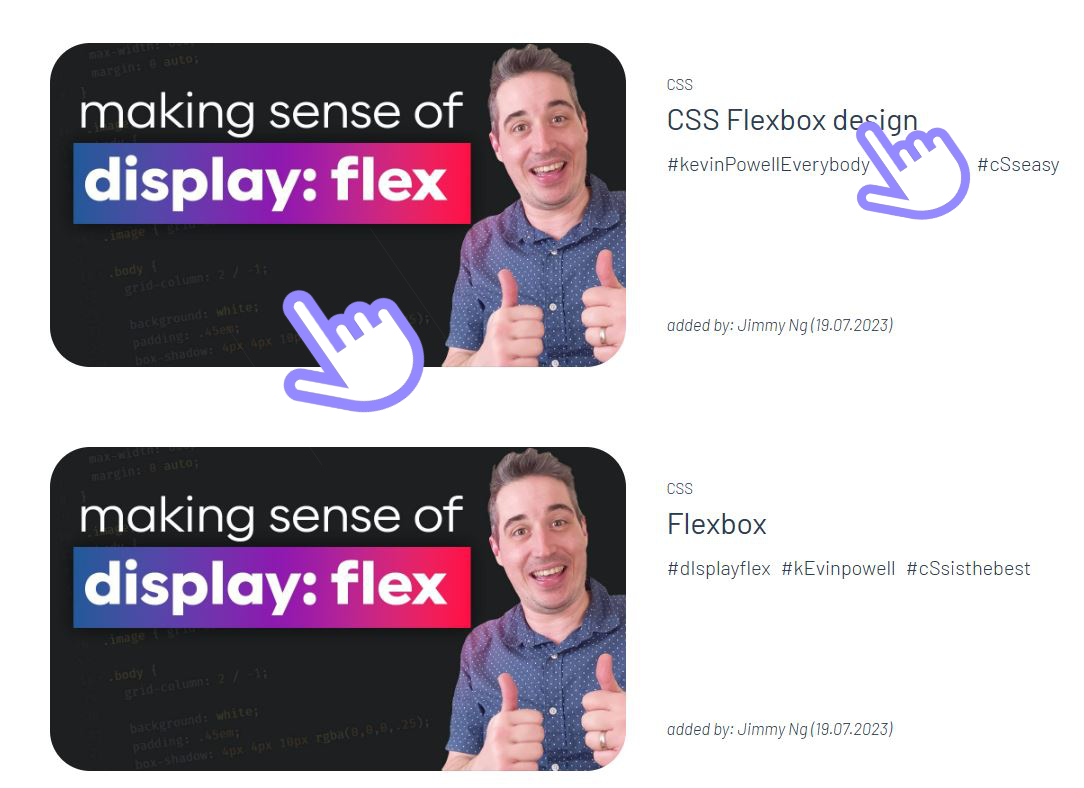 max-width:
margin: 0 auto;
}
making sense of
display: flex
.image { grid
.body {
grid-column: 2 / -1;
background: white;
padding: .45em;
box-shadow: 4px 4px 10px
CSS
CSS Flexbox design
#kevinPowellEverybody #cSseasy
added by: Jimmy Ng (19.07.2023)
max-width:
margin: 0 auto;
}
making sense of
display: flex
.image { grid
.body {
grid-column: 2 / -1;
background: white;
padding: .45em;
box-shadow: 4px 4px 10px rgba(0,0,0,.25);
CSS
Flexbox
#dIsplayflex #kEvinpowell #cSsisthebest
added by: Jimmy Ng (19.07.2023)